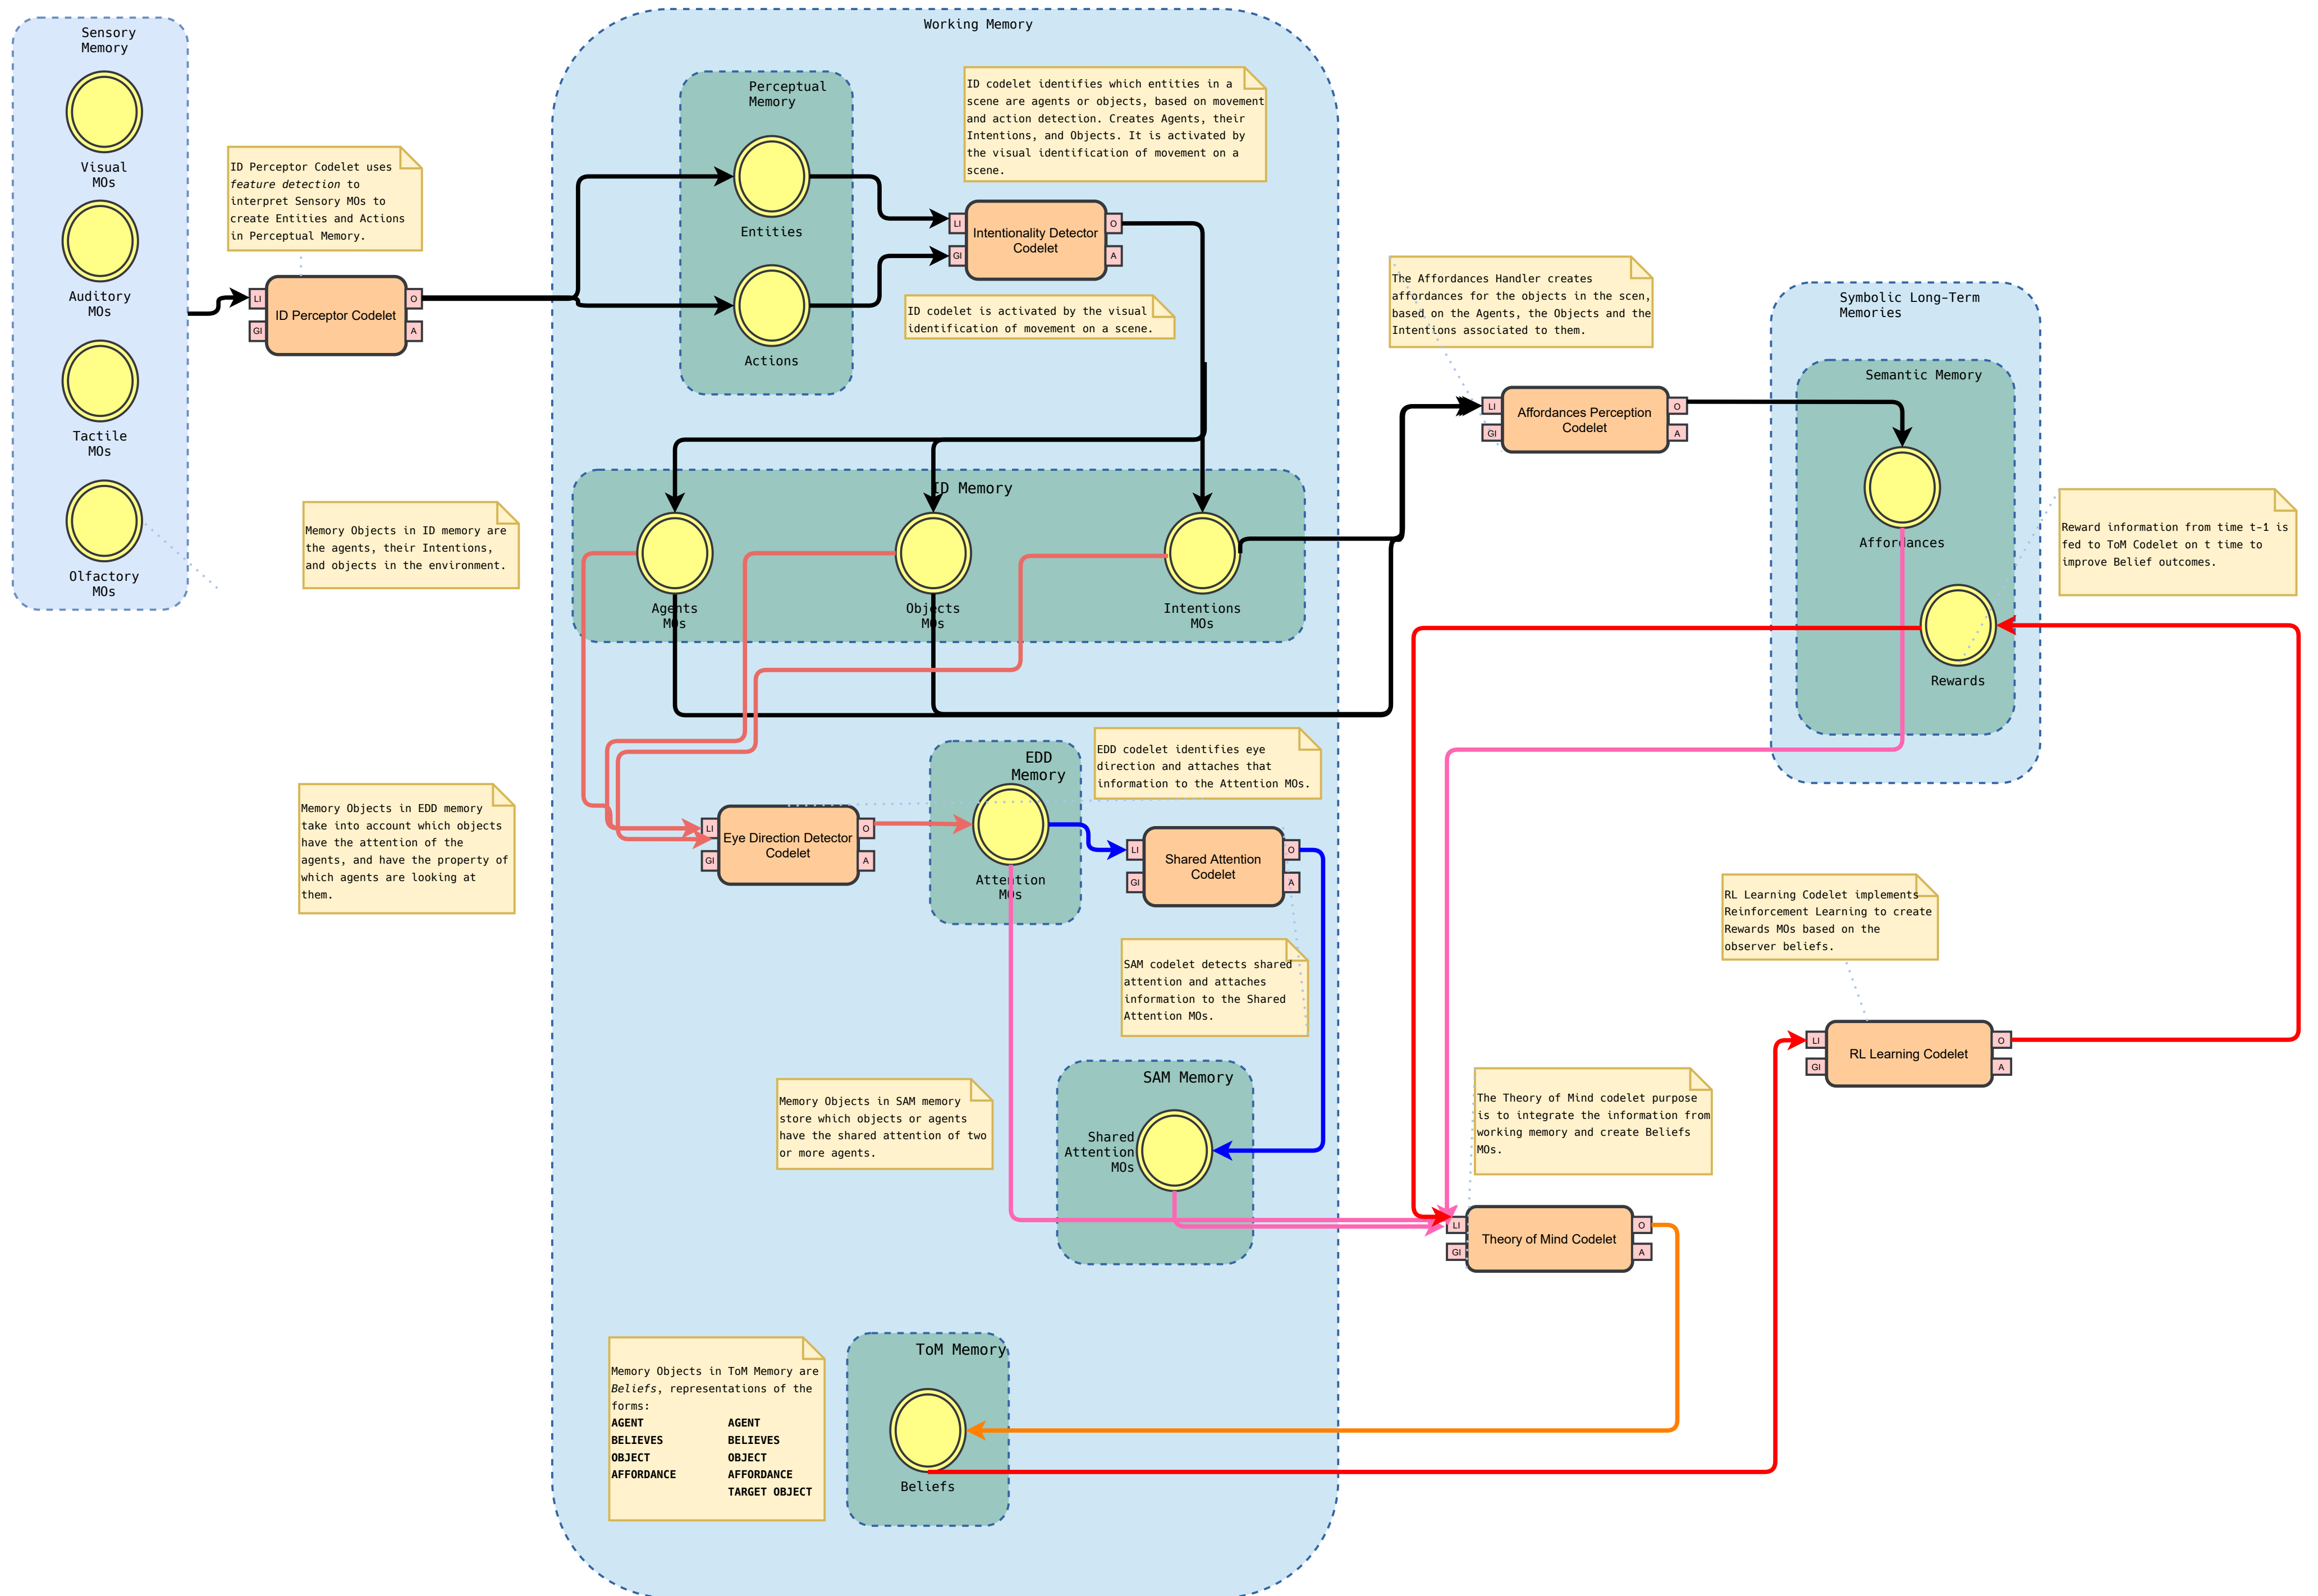 Sensory
Memory
Visual
MOs
Auditory
MOs
Tactile
MOs
Olfactory
MOs
ID Perceptor Codelet uses
feature detection to
interpret Sensory MOs to
create Entities and Actions
in Perceptual Memory.
LI
GI
ID Perceptor Codelet
O
A
Memory Objects in ID memory are
the agents, their Intentions,
and objects in the environment.
Memory Objects in EDD memory
take into account which objects
have the attention of the
agents, and have the property of
which agents are looking at
them.
Working Memory
Perceptual
Memory
Entities
Actions
ID codelet identifies which entities in a
scene are agents or objects, based on movement
and action detection. Creates Agents, their
Intentions, and Objects. It is activated by
the visual identification of movement on a
scene.
LI
GI
Intentionality Detector
Codelet
O
A
ID codelet is activated by the visual
identification of movement on a scene.
ID Memory
Agents
MOs
Objects
MOs
Intentions
MOs
EDD
Memory
Attention
MOs
EDD codelet identifies eye
direction and attaches that
information to the Attention MOs.
LI
GI
Eye Direction Detector
Codelet
O
A
LI
GI
Shared Attention
Codelet
O
A
SAM codelet detects shared
attention and attaches
information to the Shared
Attention MOs.
Memory Objects in SAM memory
store which objects or agents
have the shared attention of two
or more agents.
SAM Memory
Shared
Attention
MOs
Memory Objects in ToM Memory are
Beliefs, representations of the
forms:
AGENT AGENT
BELIEVES BELIEVES
OBJECT OBJECT
AFFORDANCE AFFORDANCE
TARGET OBJECT
ToM Memory
Beliefs
The Affordances Handler creates
affordances for the objects in the scen,
based on the Agents, the Objects and the
Intentions associated to them.
LI
GI
Affordances Perception
Codelet
O
A
Symbolic Long-Term
Memories
Semantic Memory
Affordances
Rewards
Reward information from time t-1 is
fed to ToM Codelet on t time to
improve Belief outcomes.
RL Learning Codelet implements
Reinforcement Learning to create
Rewards MOs based on the
observer beliefs.
LI
GI
RL Learning Codelet
O
A
The Theory of Mind codelet purpose
is to integrate the information from
working memory and create Beliefs
MOs.
LI
GI
Theory of Mind Codelet
O
A